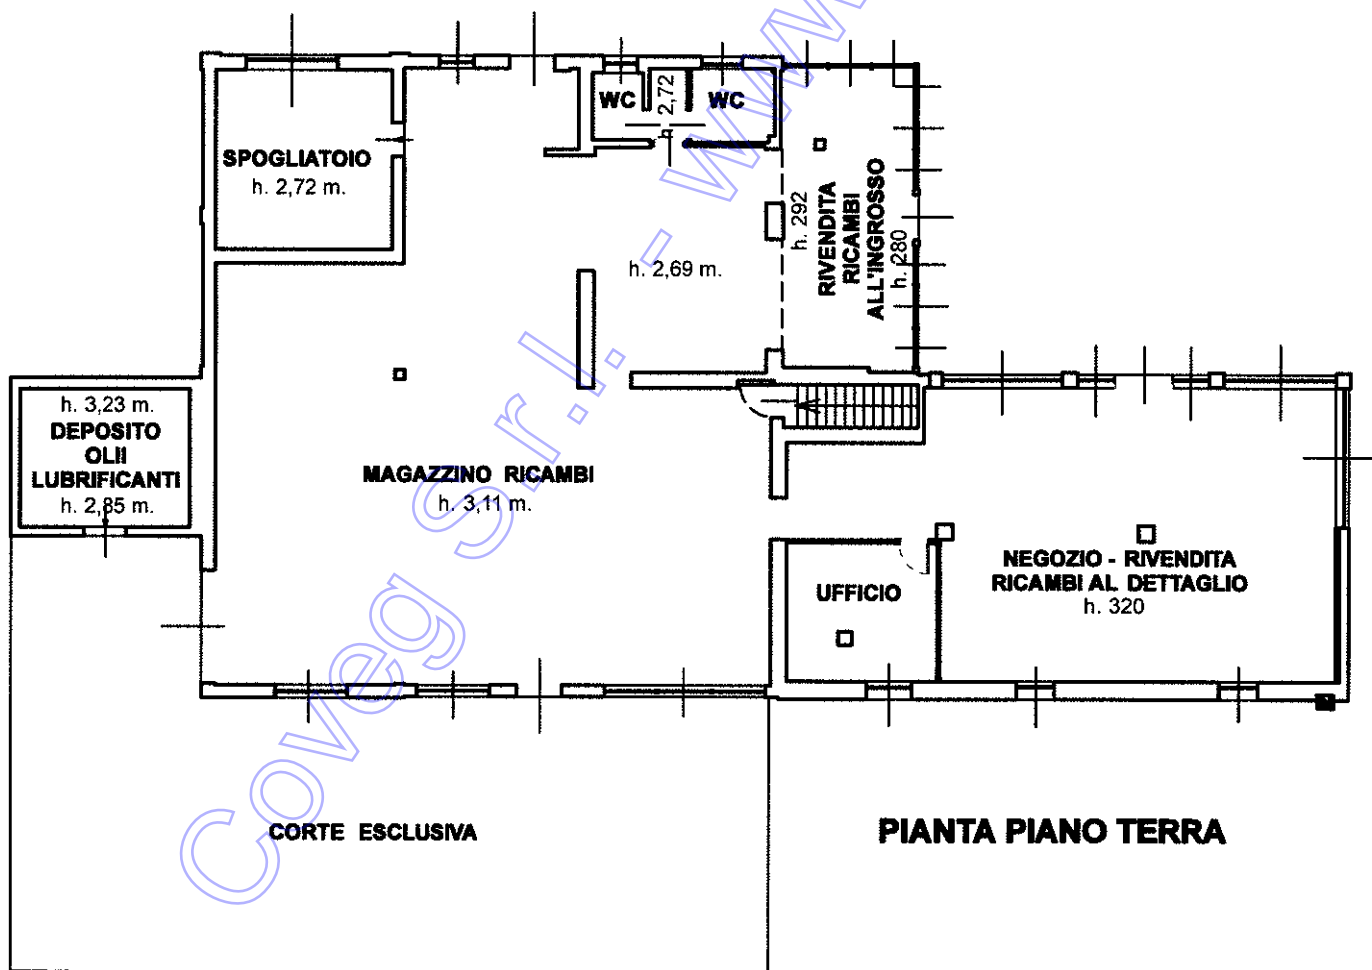 WC
2,72
WC
SPOGLIATOIO
h. 2,72 m.
h. 292
RIVENDITA
RICAMBI
ALL'INGROSSO
h. 280
h. 2,69 m.
h. 3,23 m.
DEPOSITO
OLII
LUBRIFICANTI
h. 2,85 m.
MAGAZZINO RICAMBI
h. 3,11 m.
NEGOZIO - RIVENDITA
RICAMBI AL DETTAGLIO
h. 320
UFFICIO
CORTE ESCLUSIVA
PIANTA PIANO TERRA
Coveg S.r.l. - www.